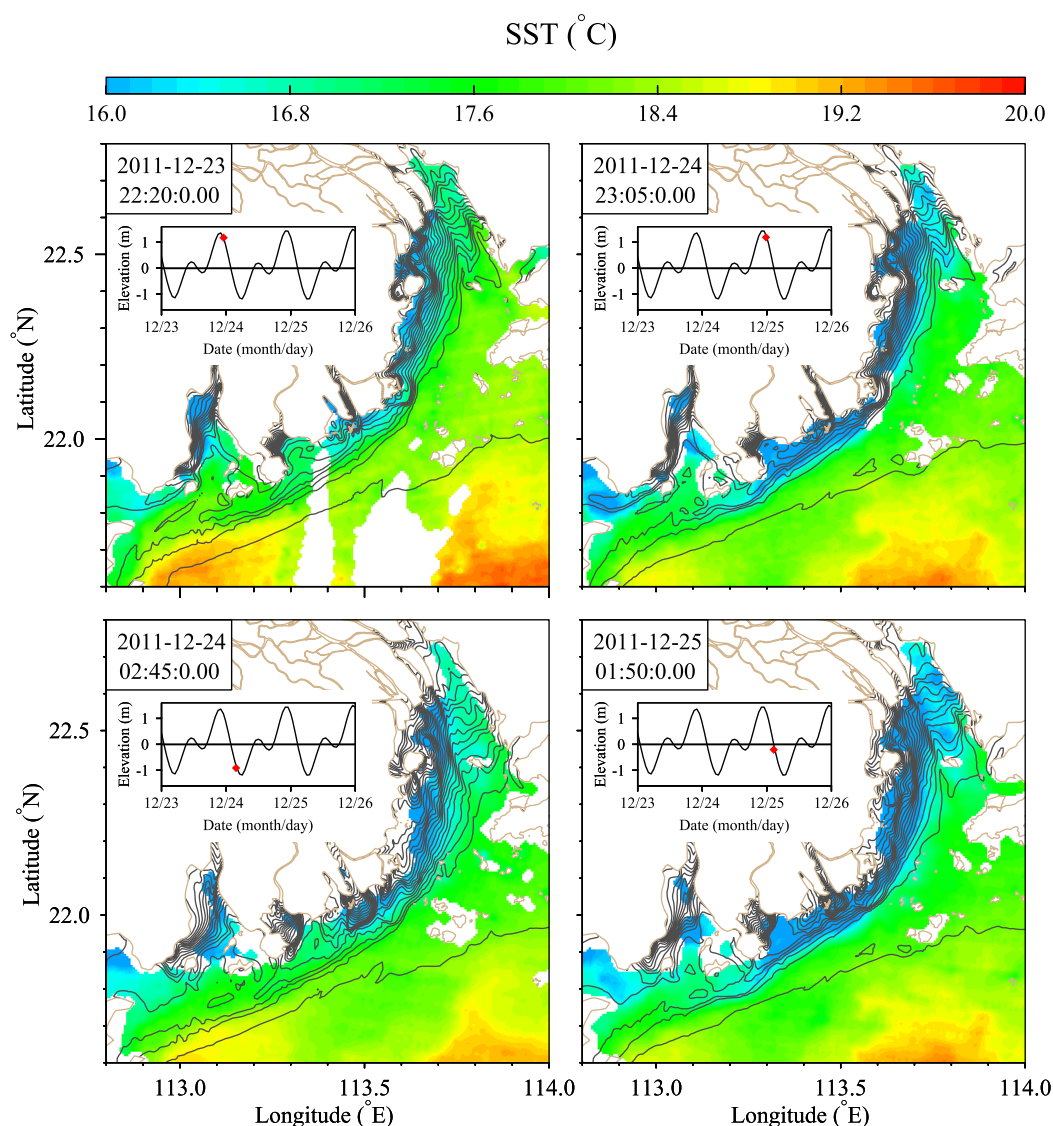 SST (°C)
16.0 16.8 17.6 18.4 19.2 20.0
2011-12-23
22:20:0.00
Elevation (m)
1
0
-1
12/23 12/24 12/25 12/26
Date (month/day)
Latitude (°N)
22.5
22.0
2011-12-24
23:05:0.00
Elevation (m)
1
0
-1
12/23 12/24 12/25 12/26
Date (month/day)
2011-12-24
02:45:0.00
Elevation (m)
1
0
-1
12/23 12/24 12/25 12/26
Date (month/day)
Latitude (°N)
22.5
22.0
113.0 113.5 114.0
Longitude (°E)
2011-12-25
01:50:0.00
Elevation (m)
1
0
-1
12/23 12/24 12/25 12/26
Date (month/day)
113.0 113.5 114.0
Longitude (°E)